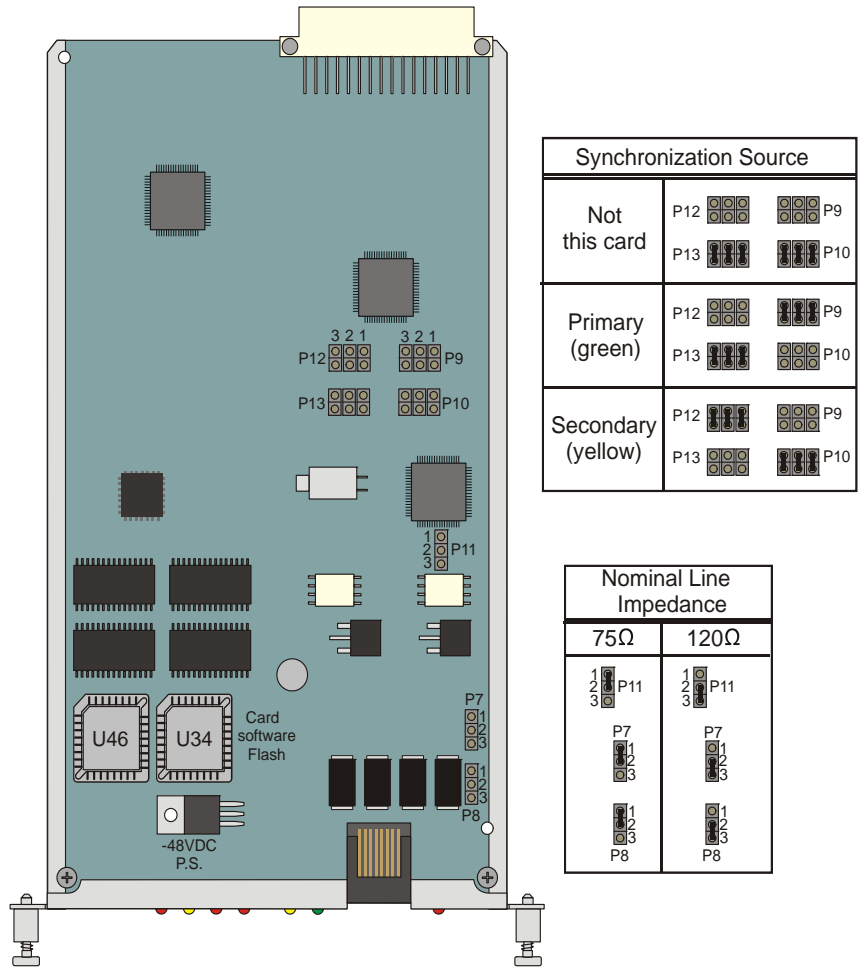 3 2 1
3 2 1
P12
P9
P13
P10
1
2
3
P11
P7
1
2
3
1
2
3
P8
U46
U34
Card
software
Flash
-48VDC
P.S.
Synchronization Source
Not
this card
P12
P9
P13
P10
Primary
(green)
P12
P9
P13
P10
Secondary
(yellow)
P12
P9
P13
P10
Nominal Line
Impedance
75Ω
120Ω
1
2
3
P11
1
2
3
P11
P7
1
2
3
P7
1
2
3
1
2
3
P8
1
2
3
P8